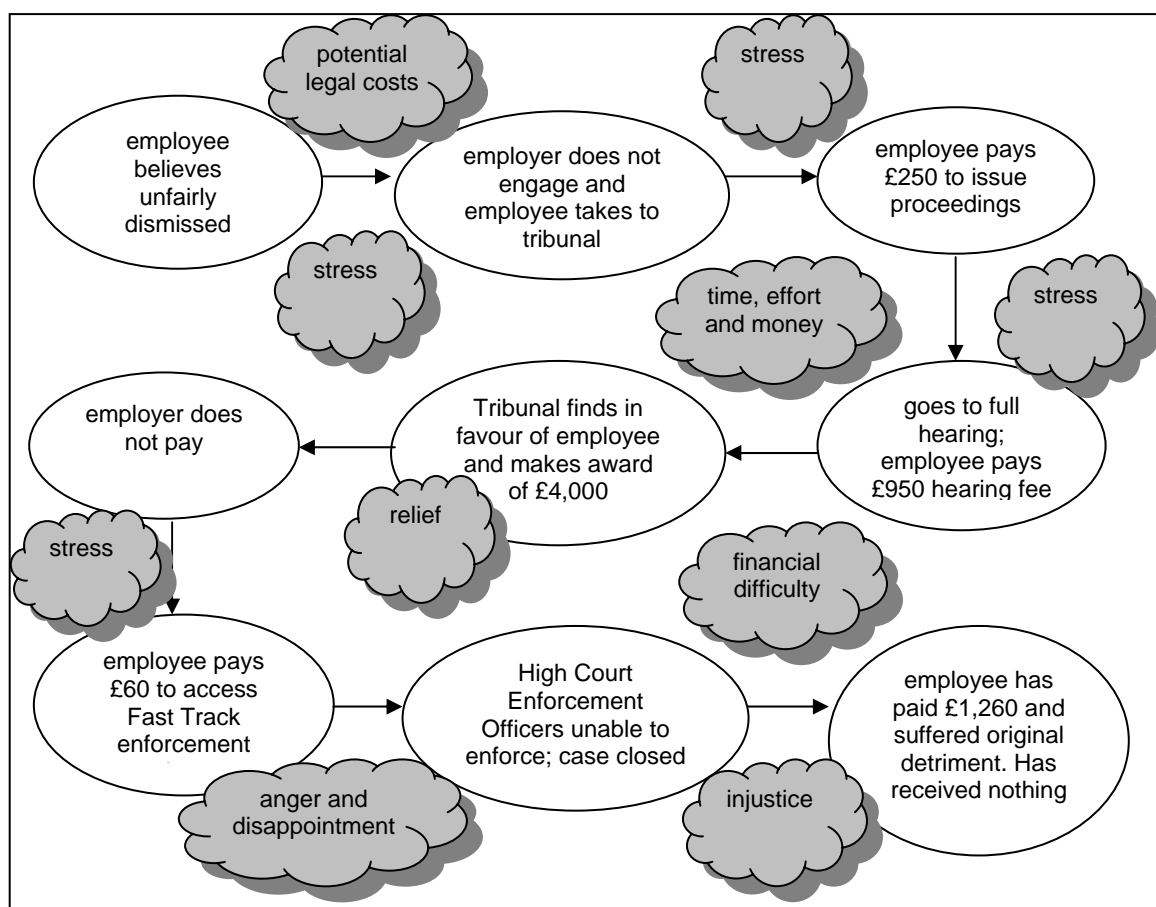 potential
legal costs
stress
employee
believes
unfairly
dismissed
employer does not
engage and
employee takes to
tribunal
employee pays
£250 to issue
proceedings
stress
time, effort
and money
stress
employer does
not pay
Tribunal finds in
favour of employee
and makes award
of £4,000
goes to full
hearing;
employee pays
£950 hearing fee
relief
stress
financial
difficulty
employee pays
£60 to access
Fast Track
enforcement
High Court
Enforcement
Officers unable to
enforce; case closed
employee has
paid £1,260 and
suffered original
detriment. Has
received nothing
anger and
disappointment
injustice